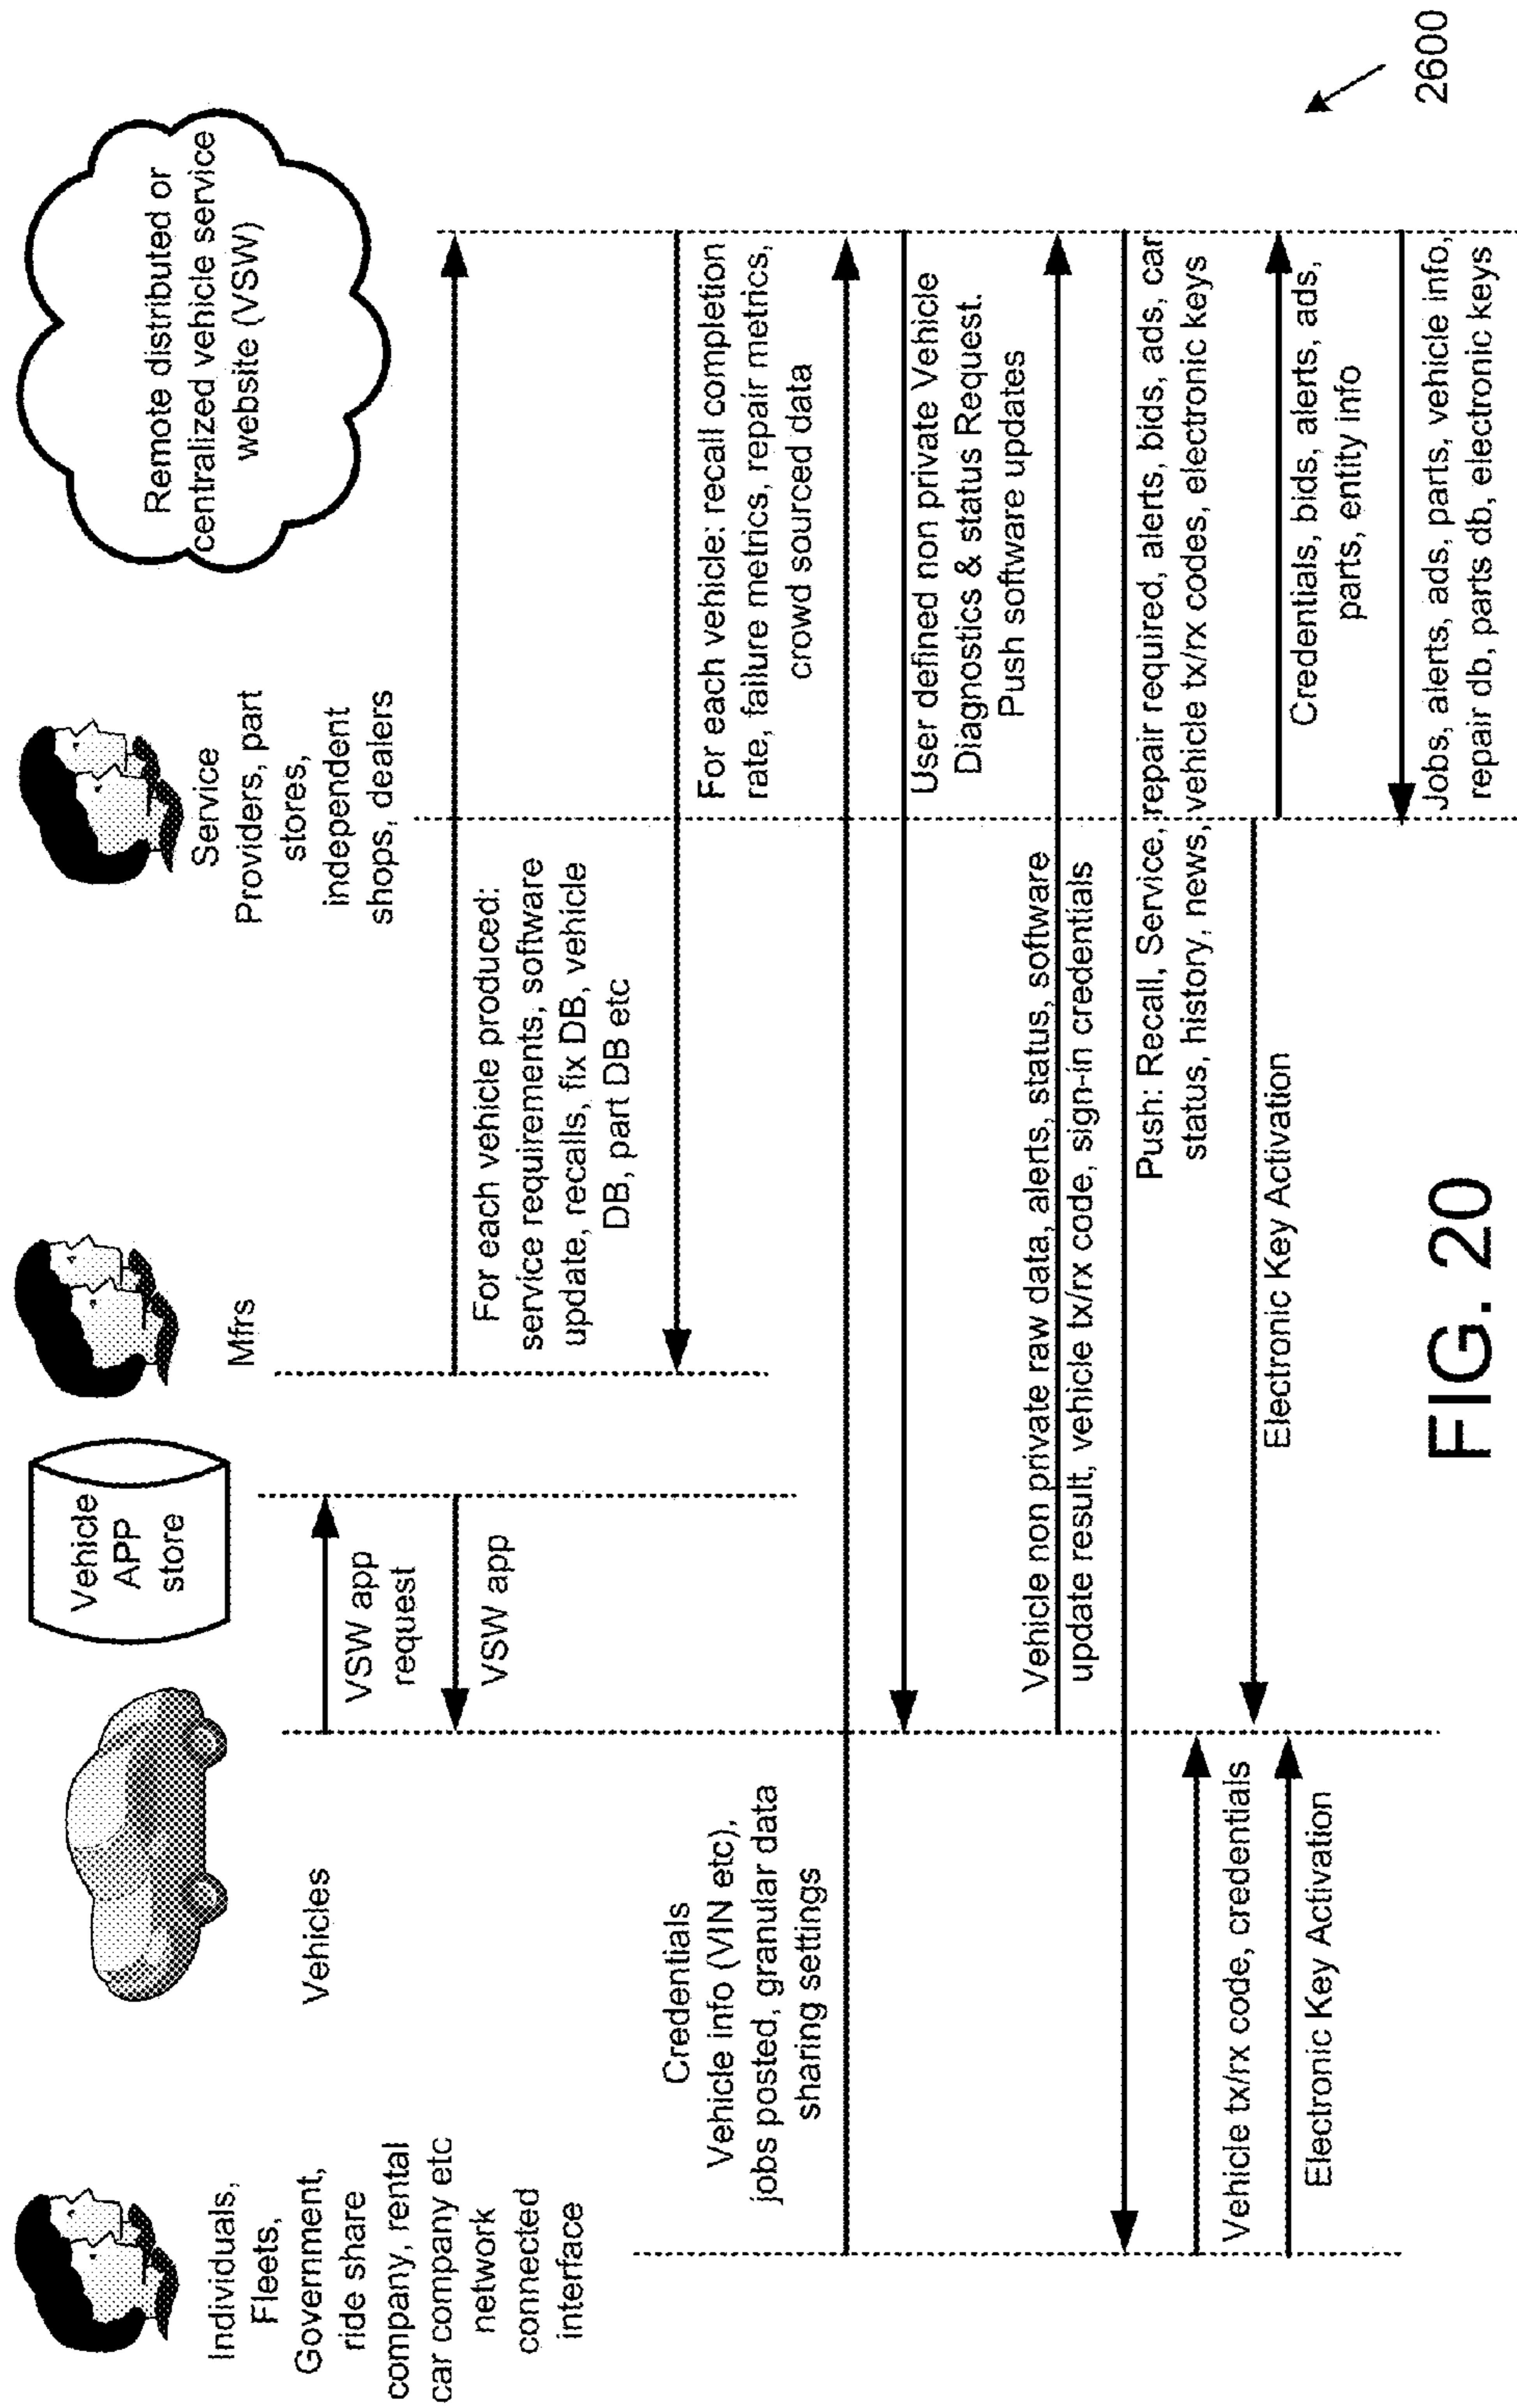 Individuals,
Fleets,
Government,
ride share
company, rental
car company etc
network
connected
interface
Vehicles
Vehicle
APP
store
Mfrs
Service
Providers, part
stores,
independent
shops, dealers
Remote distributed or
centralized vehicle service
website (VSW)
VSW app
request
VSW app
For each vehicle produced:
service requirements, software
update, recalls, fix DB, vehicle
DB, part DB etc
For each vehicle: recall completion
rate, failure metrics, repair metrics,
crowd sourced data
Credentials
Vehicle info (VIN etc),
jobs posted, granular data
sharing settings
User defined non private Vehicle
Diagnostics & status Request.
Push software updates
Vehicle non private raw data, alerts, status, software
update result, vehicle tx/rx code, sign-in credentials
Push: Recall, Service, repair required, alerts, bids, ads, car
status, history, news, vehicle tx/rx codes, electronic keys
Vehicle tx/rx code, credentials
Electronic Key Activation
Electronic Key Activation
Credentials, bids, alerts, ads,
parts, entity info
Jobs, alerts, ads, parts, vehicle info,
repair db, parts db, electronic keys
2600
FIG. 20